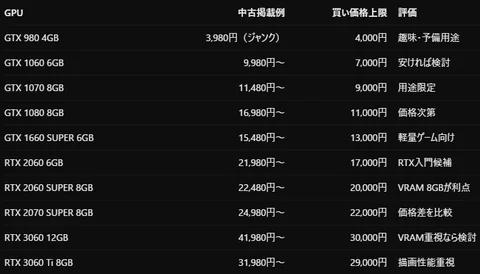 GPU 中古掲載例 買い価格上限 評価
GTX 980 4GB 3,980円（ジャンク） 4,000円 趣味・予備用途
GTX 1060 6GB 9,980円～ 7,000円 安ければ検討
GTX 1070 8GB 11,480円～ 9,000円 用途限定
GTX 1080 8GB 16,980円～ 11,000円 価格次第
GTX 1660 SUPER 6GB 15,480円～ 13,000円 軽量ゲーム向け
RTX 2060 6GB 21,980円～ 17,000円 RTX入門候補
RTX 2060 SUPER 8GB 22,480円～ 20,000円 VRAM 8GBが利点
RTX 2070 SUPER 8GB 24,980円～ 22,000円 価格差を比較
RTX 3060 12GB 41,980円～ 30,000円 VRAM重視なら検討
RTX 3060 Ti 8GB 31,980円～ 29,000円 描画性能重視